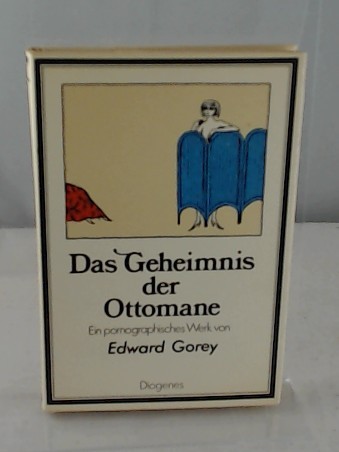 Das Geheimnis
der
Ottomane
Ein pornographisches Werk von
Edward Gorey
Diogenes